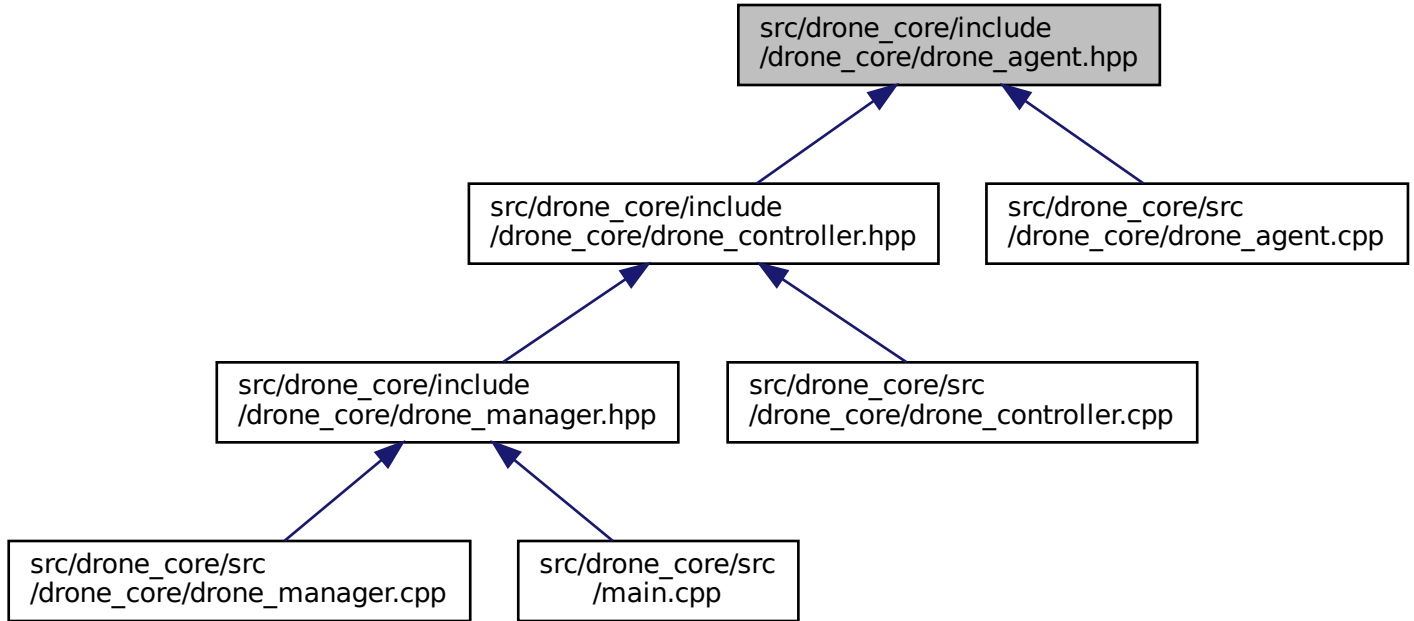 src/drone_core/include
/drone_core/drone_agent.hpp
src/drone_core/include
/drone_core/drone_controller.hpp
src/drone_core/src
/drone_core/drone_agent.cpp
src/drone_core/include
/drone_core/drone_manager.hpp
src/drone_core/src
/drone_core/drone_controller.cpp
src/drone_core/src
/drone_core/drone_manager.cpp
src/drone_core/src
/main.cpp